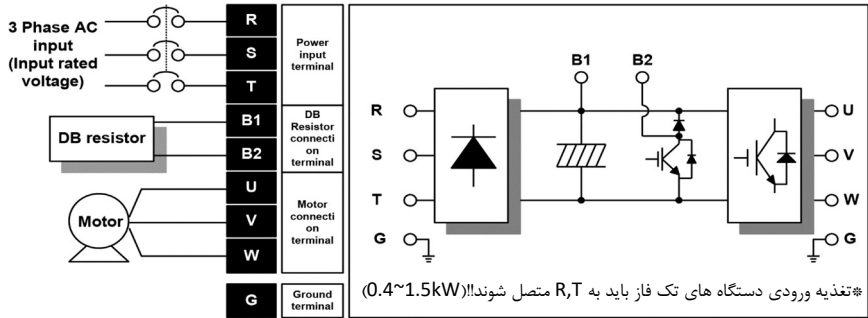 3 Phase AC
input
(Input rated
voltage)
R
S
T
Power
input
terminal
DB resistor
B1
B2
DB
Resistor
connecti
on
terminal
Motor
U
V
W
Motor
connecti
on
terminal
G
Ground
terminal
B1 B2
R U
S V
T W
G G
*تغذیه ورودی دستگاه های تک فاز باید به R,T متصل شوند!!(0.4~1.5kW)